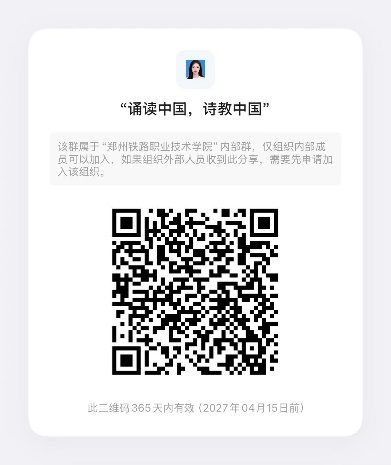 “诵读中国，诗教中国”
该群属于“郑州铁路职业技术学院”内部群，仅组织内部成
员可以加入，如果组织外部人员收到此分享，需要先申请加
入该组织。
此二维码365天内有效（2027年04月15日前）